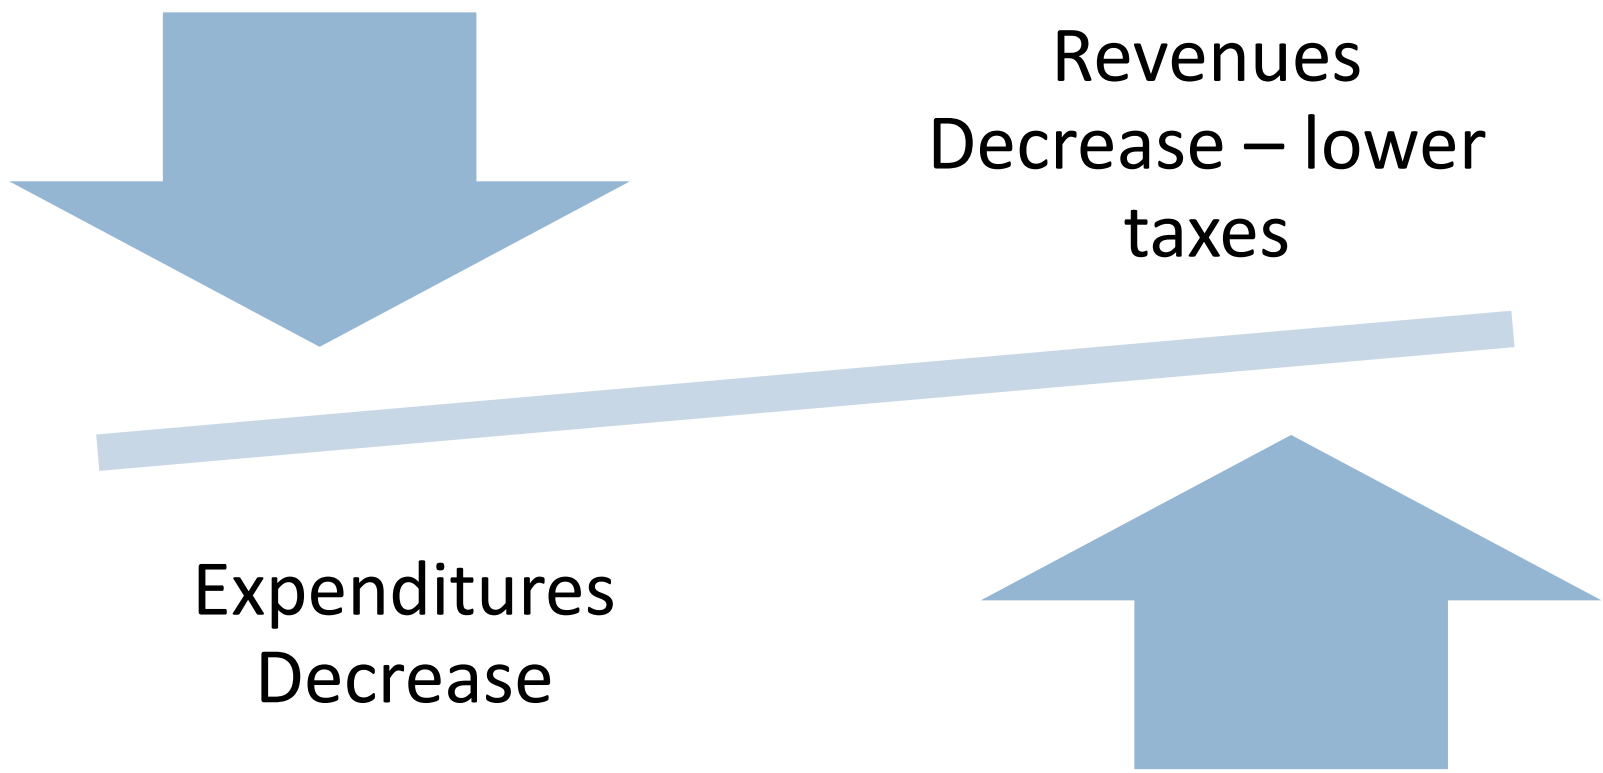 Revenues
Decrease – lower
taxes
Expenditures
Decrease